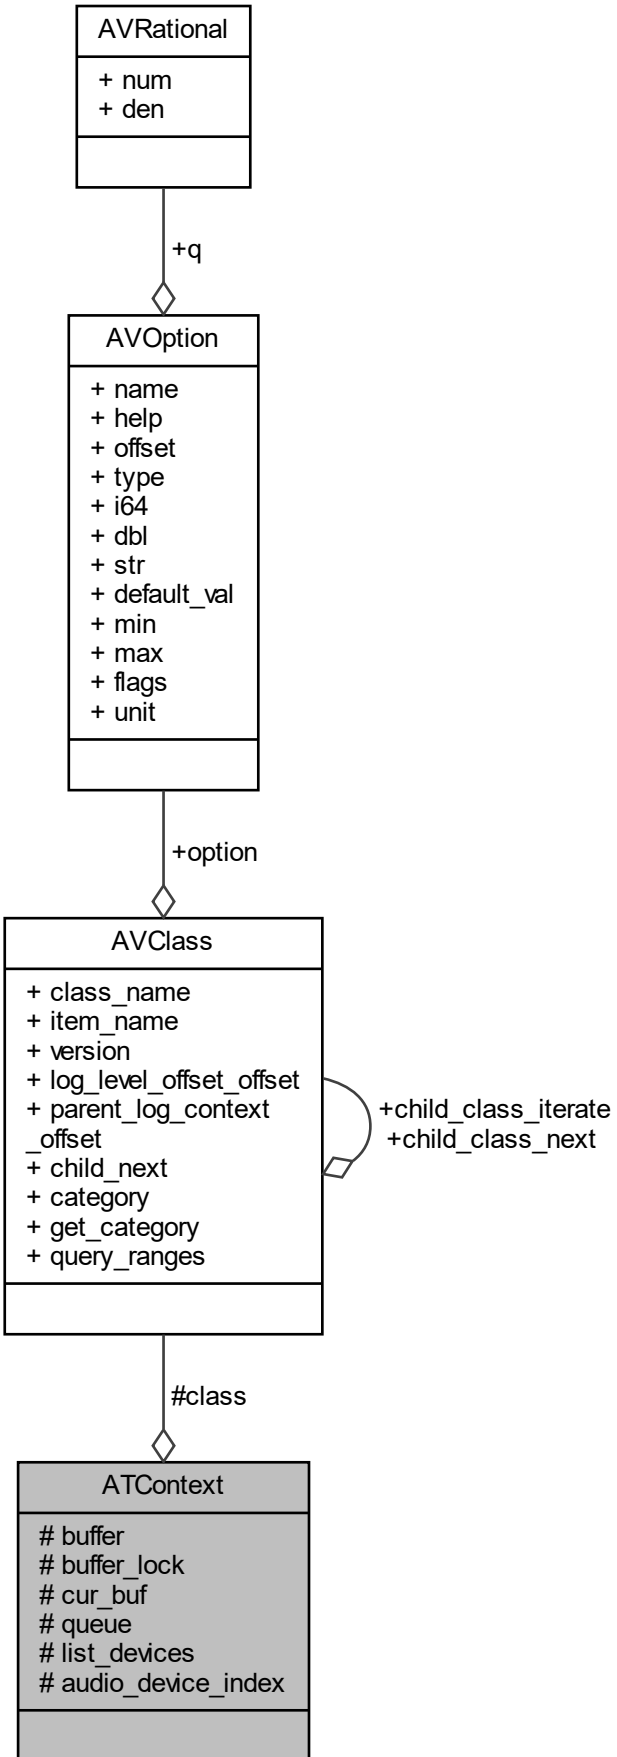 AVRational
+ num
+ den
+q
AVOption
+ name
+ help
+ offset
+ type
+ i64
+ dbl
+ str
+ default_val
+ min
+ max
+ flags
+ unit
+option
AVClass
+ class_name
+ item_name
+ version
+ log_level_offset_offset
+ parent_log_context
_offset
+ child_next
+ category
+ get_category
+ query_ranges
+child_class_iterate
+child_class_next
#class
ATContext
# buffer
# buffer_lock
# cur_buf
# queue
# list_devices
# audio_device_index